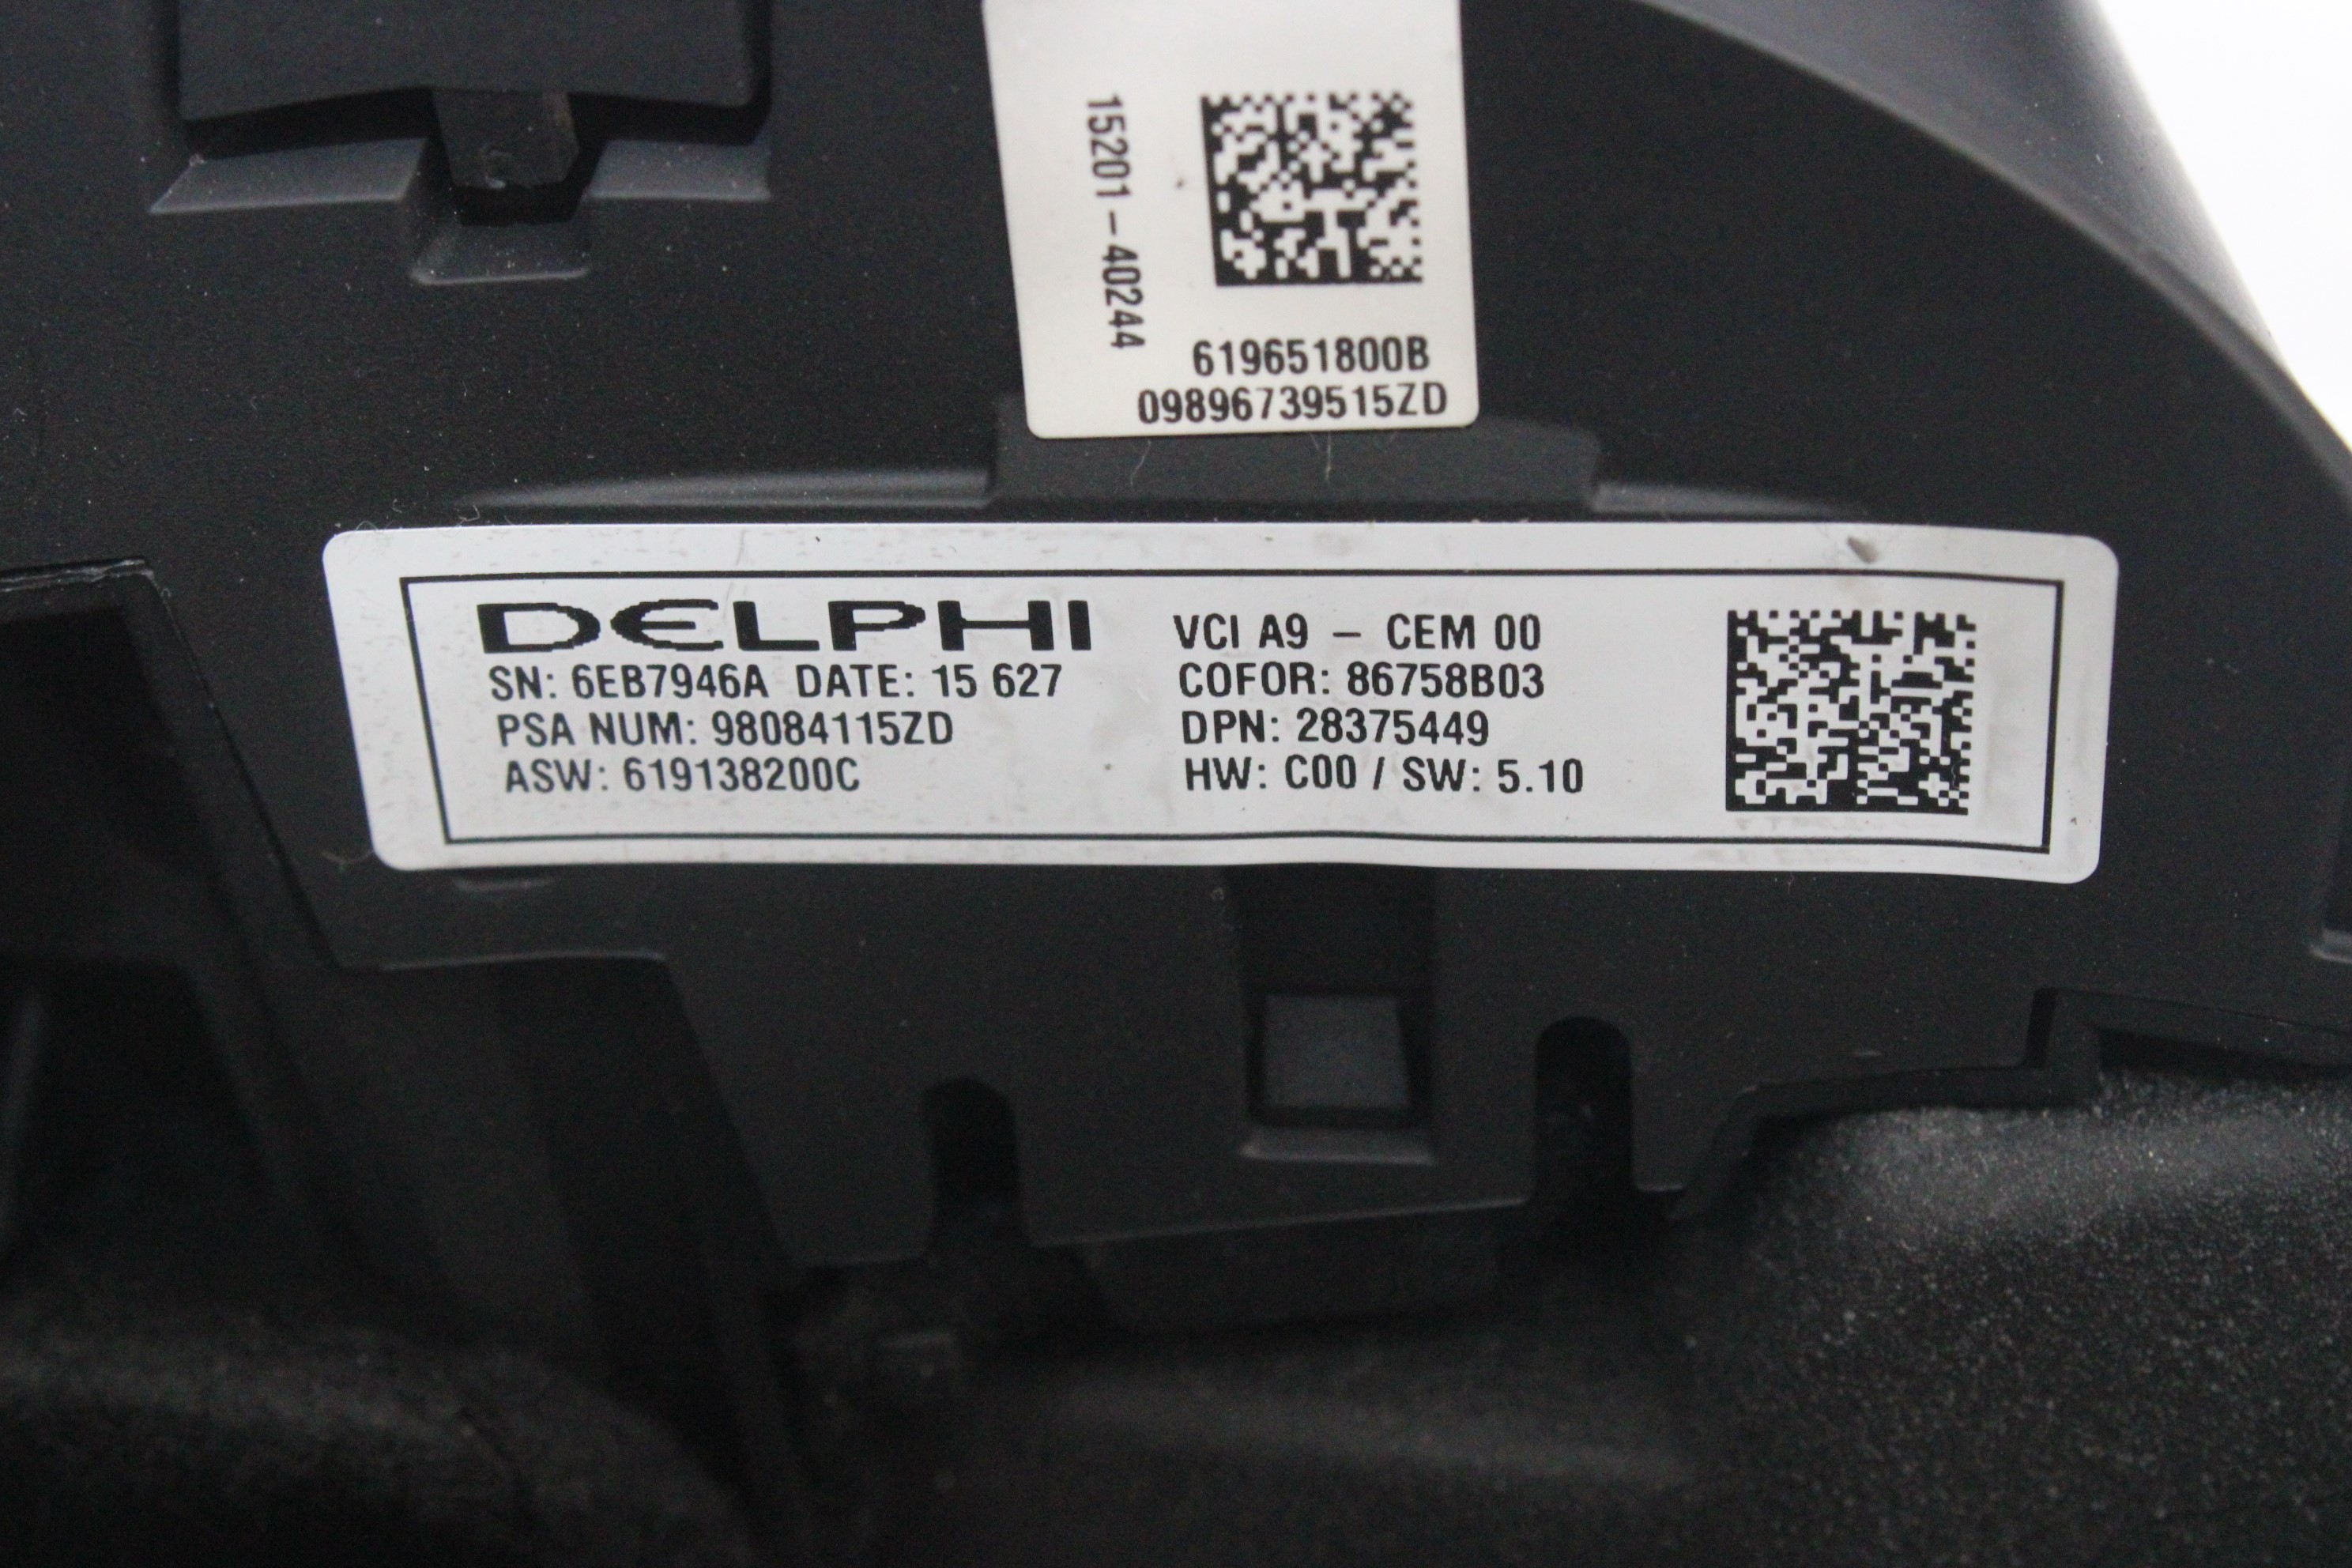 15201-40244
619651800B
09896739515ZD
DELPHI
SN: 6EB7946A DATE: 15 627
PSA NUM: 98084115ZD
ASW: 619138200C
VCI A9 – CEM 00
COFOR: 86758B03
DPN: 28375449
HW: C00 / SW: 5.10